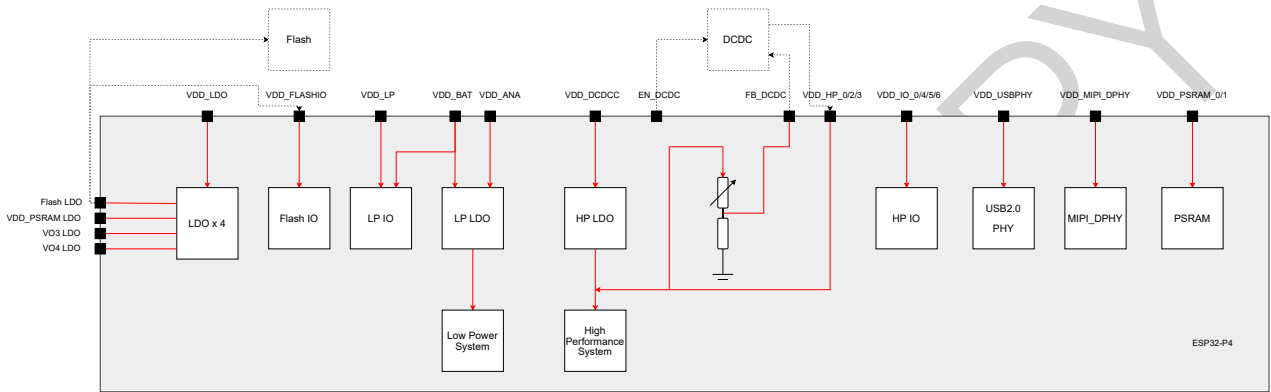 Flash
DCDC
VDD_LDO
VDD_FLASHIO
VDD_LP
VDD_BAT
VDD_ANA
VDD_DCDCC
EN_DCDC
FB_DCDC
VDD_HP_0/2/3
VDD_IO_0/4/5/6
VDD_USBPHY
VDD_MIPI_DPHY
VDD_PSRAM_0/1
Flash LDO
VDD_PSRAM LDO
VO3 LDO
VO4 LDO
LDO x 4
Flash IO
LP IO
LP LDO
HP LDO
HP IO
USB2.0
PHY
MIPI_DPHY
PSRAM
Low Power
System
High
Performance
System
ESP32-P4
PY